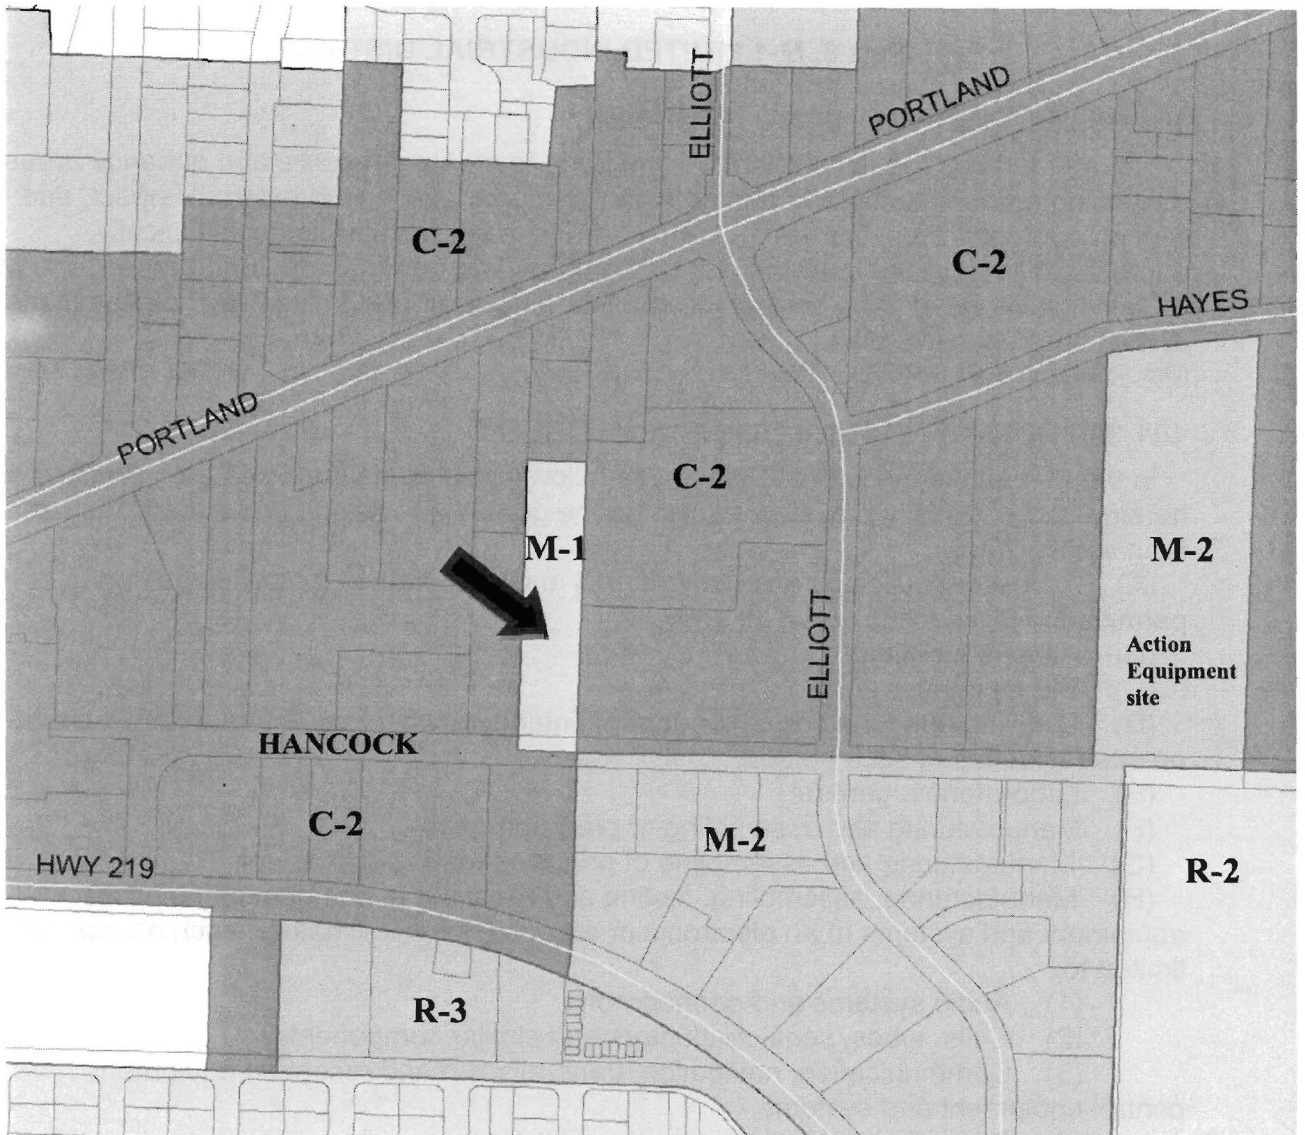 ELLIOTT
PORTLAND
C-2
C-2
HAYES
PORTLAND
C-2
M-1
M-2
ELLIOTT
Action
Equipment
site
HANCOCK
C-2
M-2
HWY 219
R-2
R-3